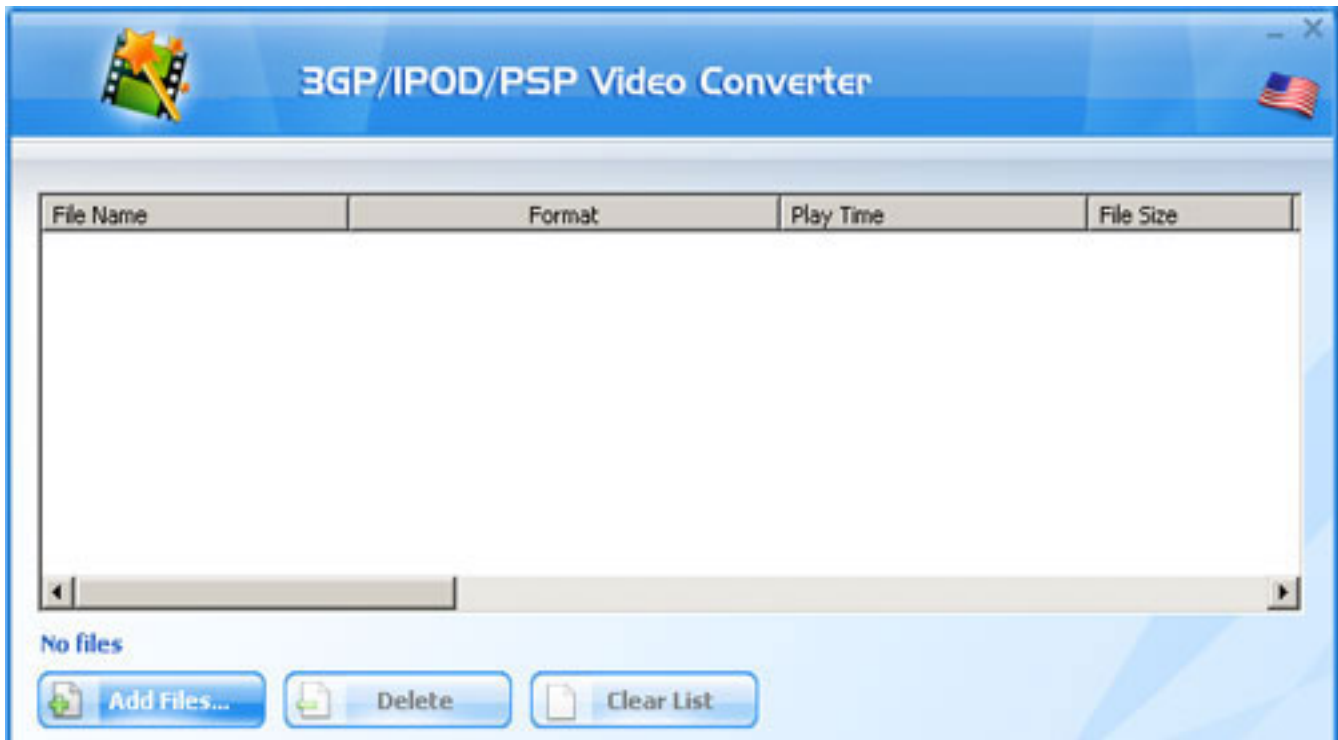 3GP/IPOD/PSP Video Converter
File Name Format Play Time File Size
No files
Add Files... Delete Clear List